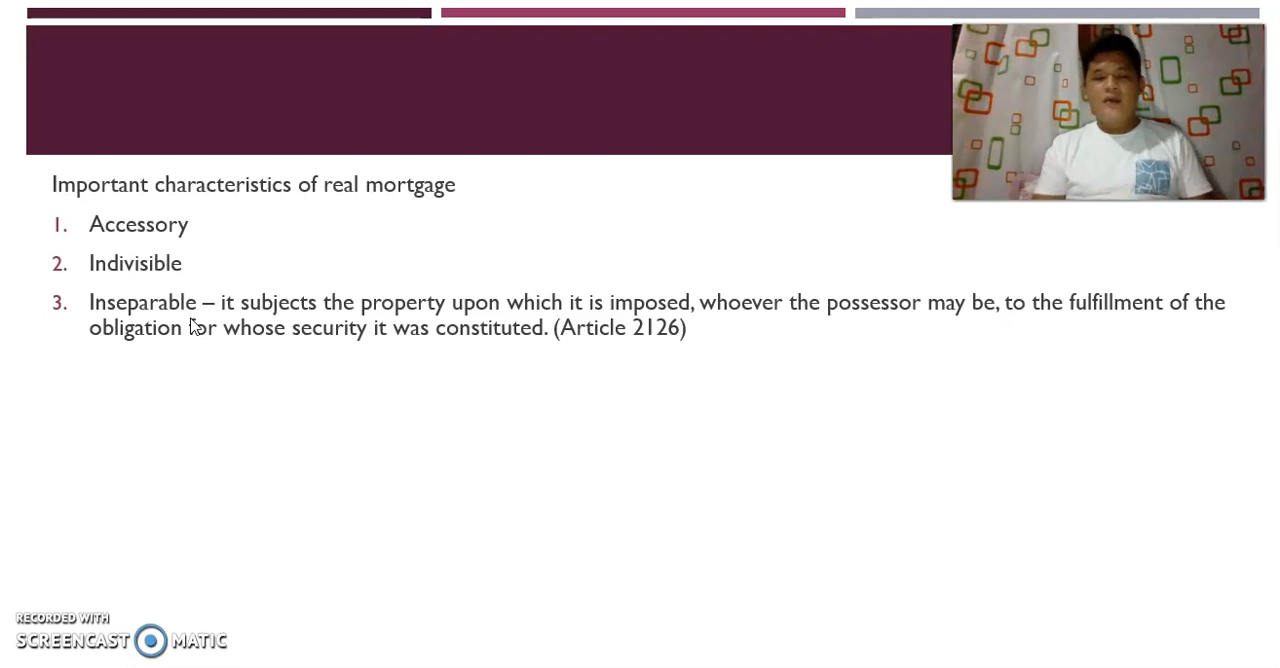 Important characteristics of real mortgage
1. Accessory
2. Indivisible
3. Inseparable – it subjects the property upon which it is imposed, whoever the possessor may be, to the fulfillment of the
obligation for whose security it was constituted. (Article 2126)
RECORDED WITH
SCREENCAST MATIC